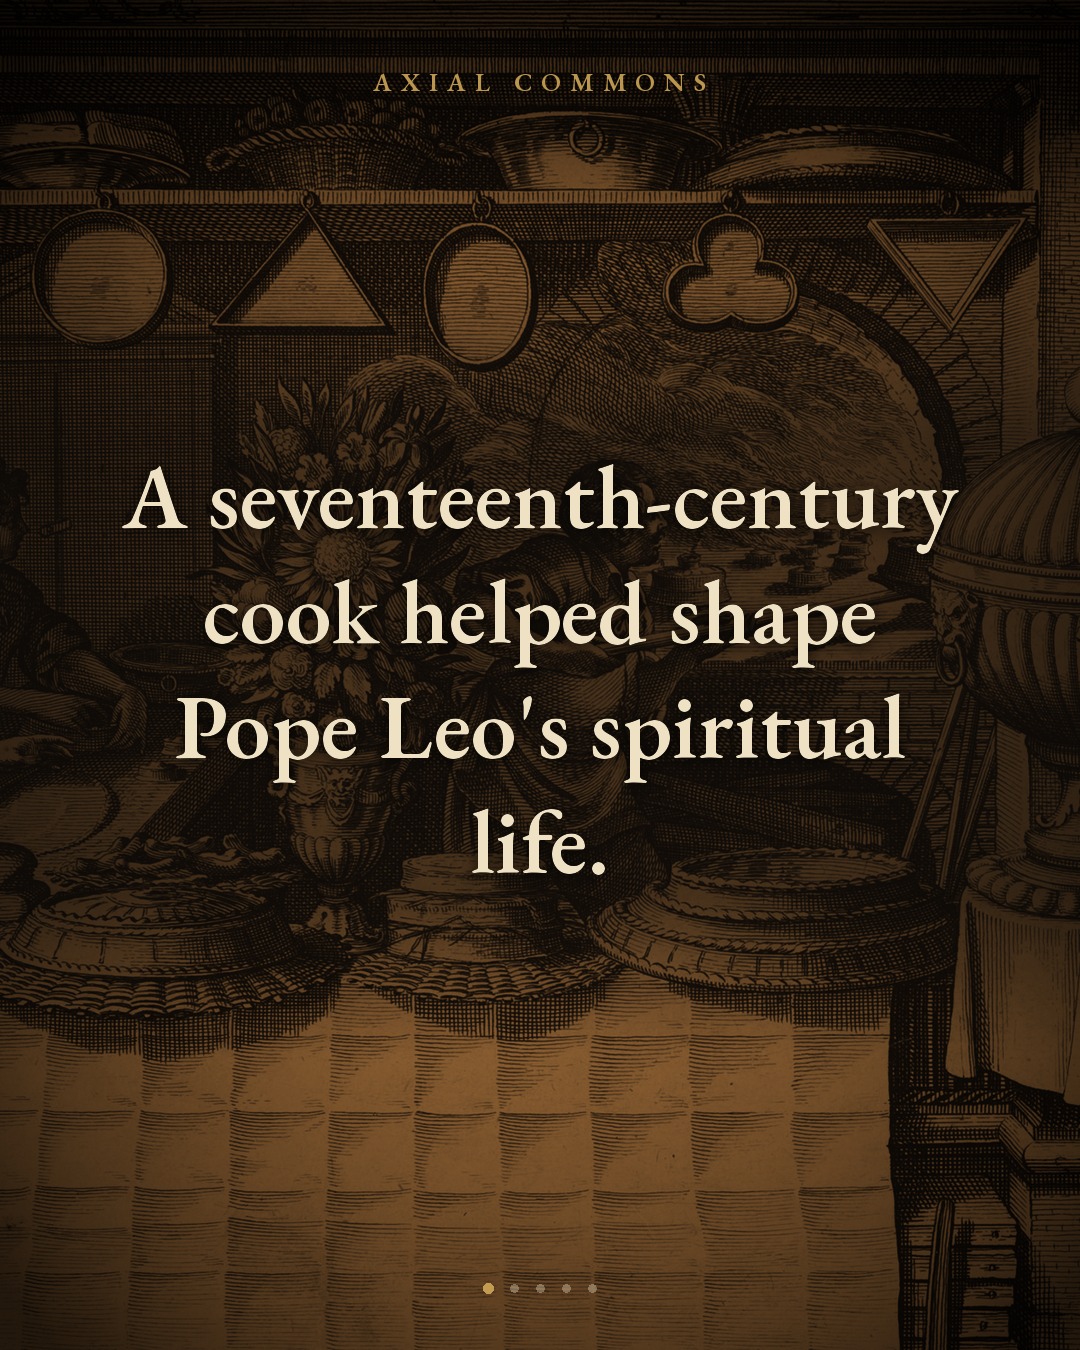 AXIAL COMMONS
A seventeenth-century
cook helped shape
Pope Leo's spiritual
life.